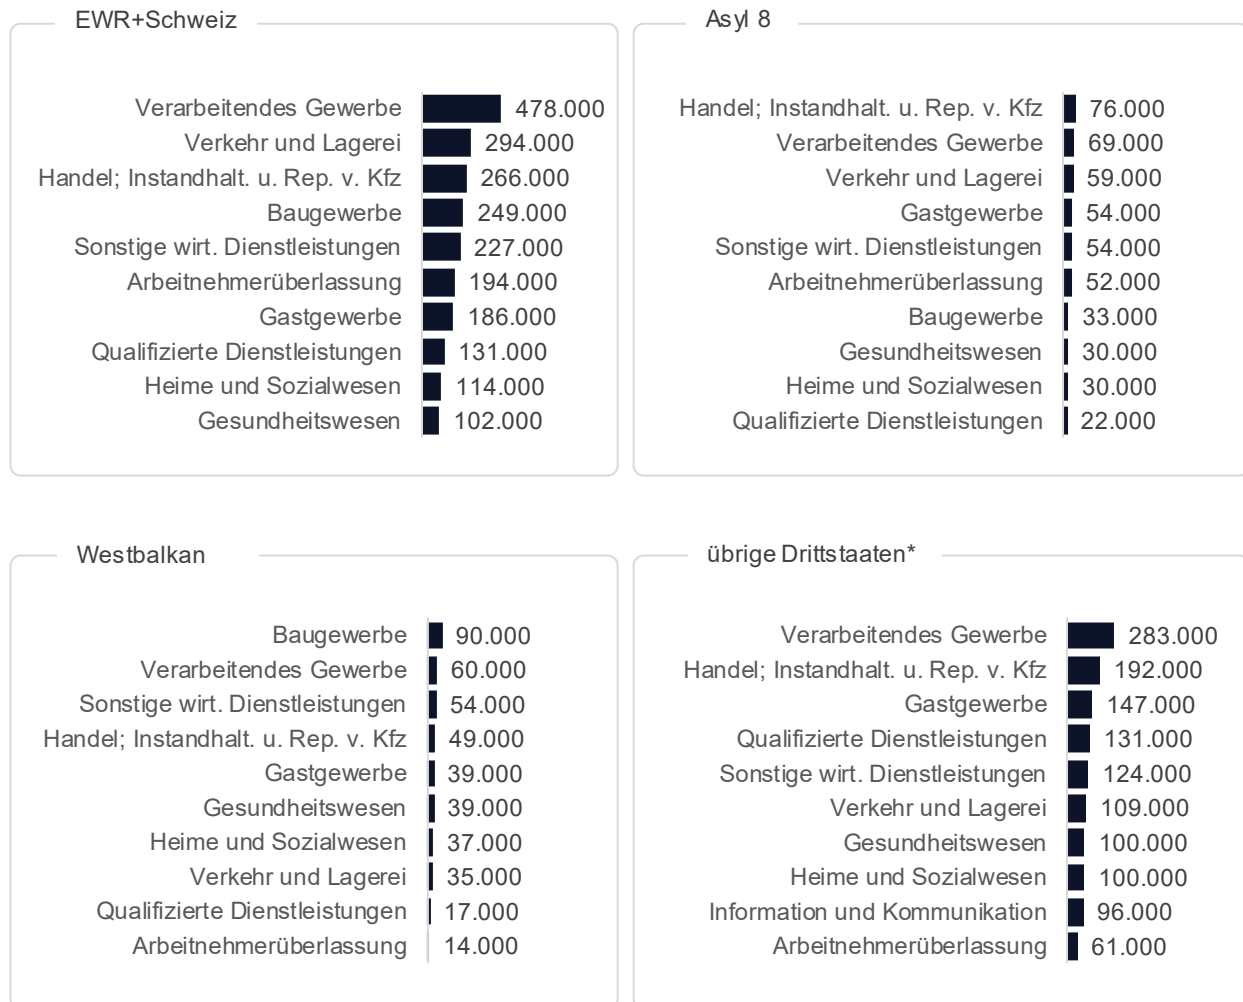 EWR+Schweiz
Verarbeitendes Gewerbe 478.000
Verkehr und Lagerei 294.000
Handel; Instandhalt. u. Rep. v. Kfz 266.000
Baugewerbe 249.000
Sonstige wirt. Dienstleistungen 227.000
Arbeitnehmerüberlassung 194.000
Gastgewerbe 186.000
Qualifizierte Dienstleistungen 131.000
Heime und Sozialwesen 114.000
Gesundheitswesen 102.000
Asyl 8
Handel; Instandhalt. u. Rep. v. Kfz 76.000
Verarbeitendes Gewerbe 69.000
Verkehr und Lagerei 59.000
Gastgewerbe 54.000
Sonstige wirt. Dienstleistungen 54.000
Arbeitnehmerüberlassung 52.000
Baugewerbe 33.000
Gesundheitswesen 30.000
Heime und Sozialwesen 30.000
Qualifizierte Dienstleistungen 22.000
Westbalkan
Baugewerbe 90.000
Verarbeitendes Gewerbe 60.000
Sonstige wirt. Dienstleistungen 54.000
Handel; Instandhalt. u. Rep. v. Kfz 49.000
Gastgewerbe 39.000
Gesundheitswesen 39.000
Heime und Sozialwesen 37.000
Verkehr und Lagerei 35.000
Qualifizierte Dienstleistungen 17.000
Arbeitnehmerüberlassung 14.000
übrige Drittstaaten*
Verarbeitendes Gewerbe 283.000
Handel; Instandhalt. u. Rep. v. Kfz 192.000
Gastgewerbe 147.000
Qualifizierte Dienstleistungen 131.000
Sonstige wirt. Dienstleistungen 124.000
Verkehr und Lagerei 109.000
Gesundheitswesen 100.000
Heime und Sozialwesen 100.000
Information und Kommunikation 96.000
Arbeitnehmerüberlassung 61.000